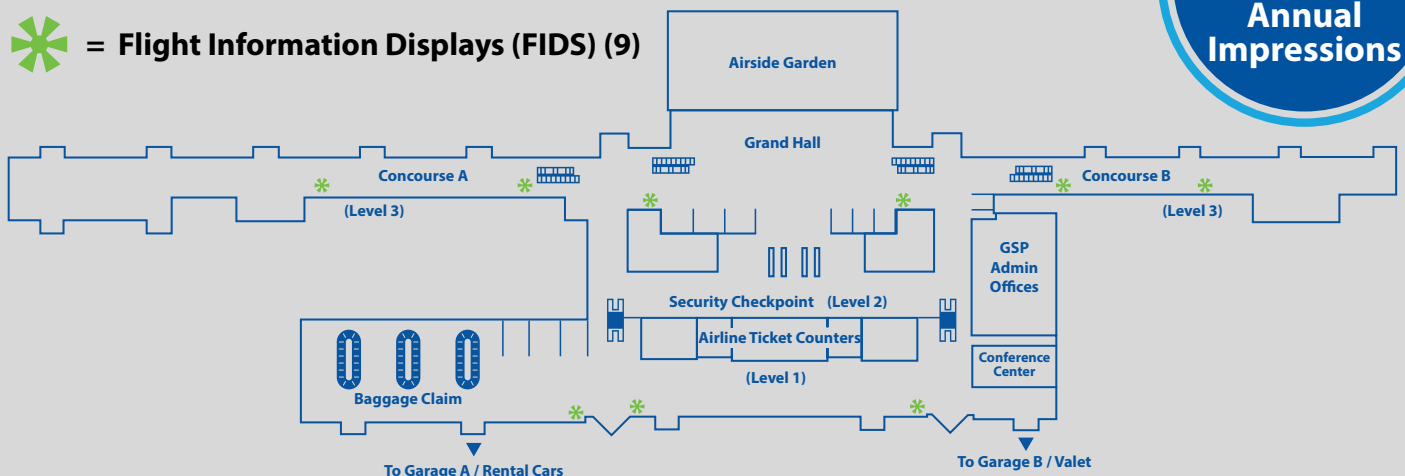 = Flight Information Displays (FIDS) (9)
Annual
Impressions
Airside Garden
Grand Hall
Concourse A
Concourse B
(Level 3)
(Level 3)
GSP
Admin
Offices
Security Checkpoint (Level 2)
Airline Ticket Counters
(Level 1)
Conference
Center
Baggage Claim
To Garage A / Rental Cars
To Garage B / Valet